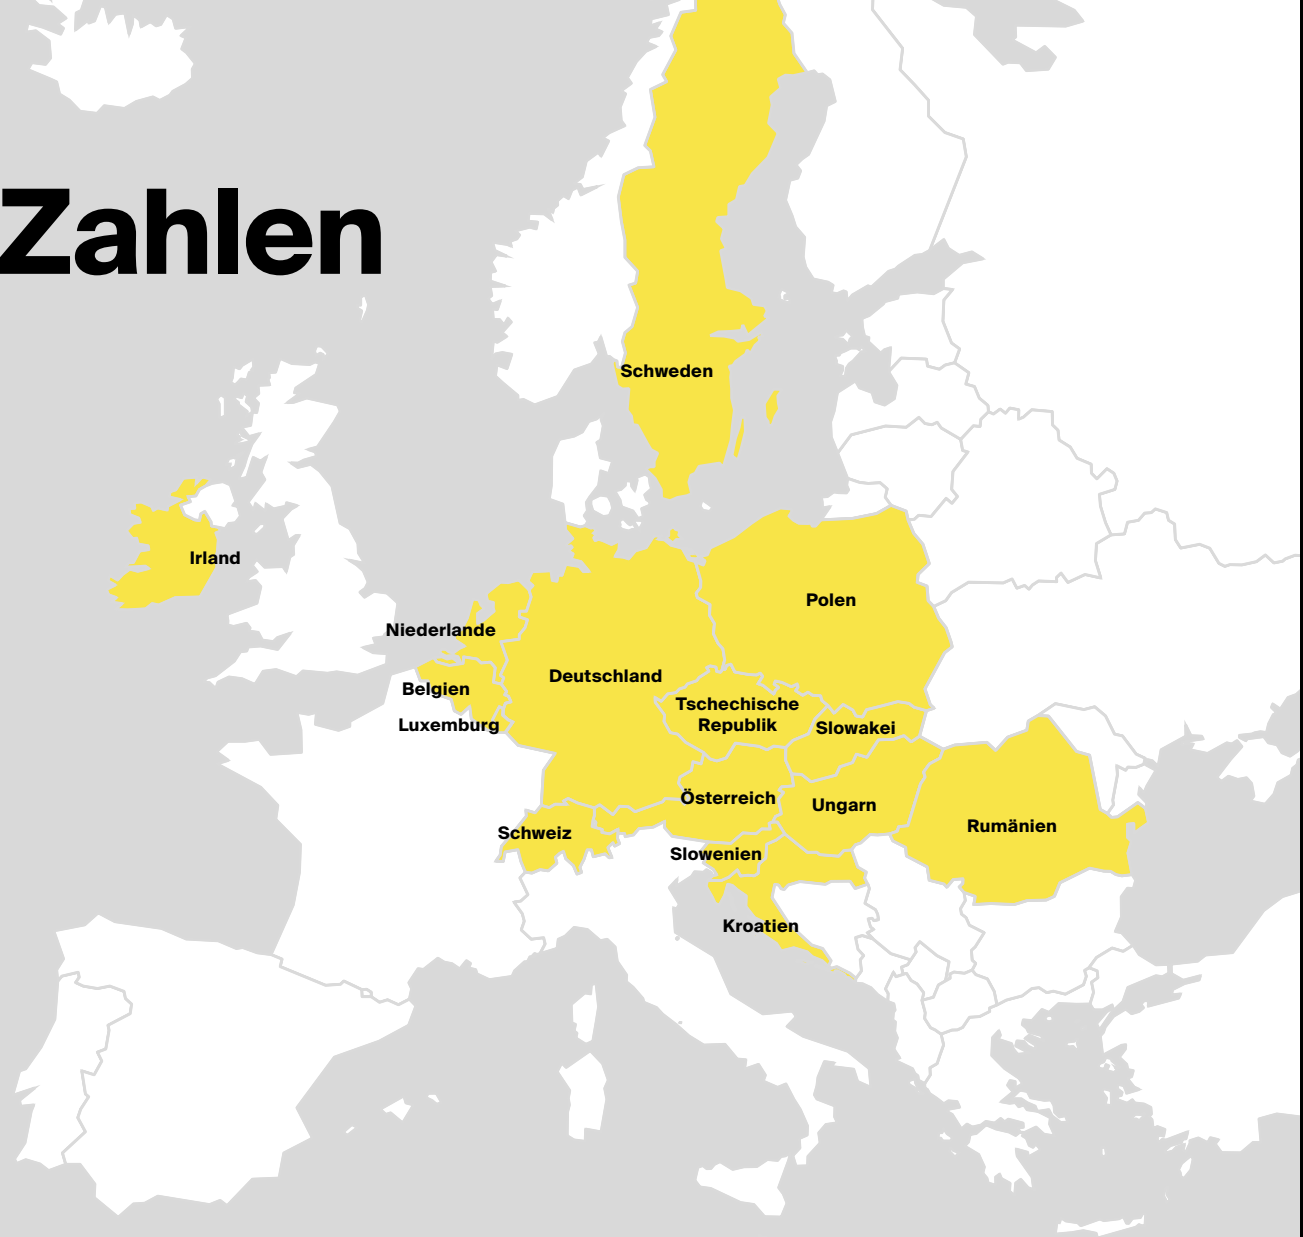 Zahlen
Schweden
Irland
Polen
Niederlande
Deutschland
Belgien
Tschechische
Republik
Luxemburg
Slowakei
Österreich
Ungarn
Rumänien
Schweiz
Slowenien
Kroatien